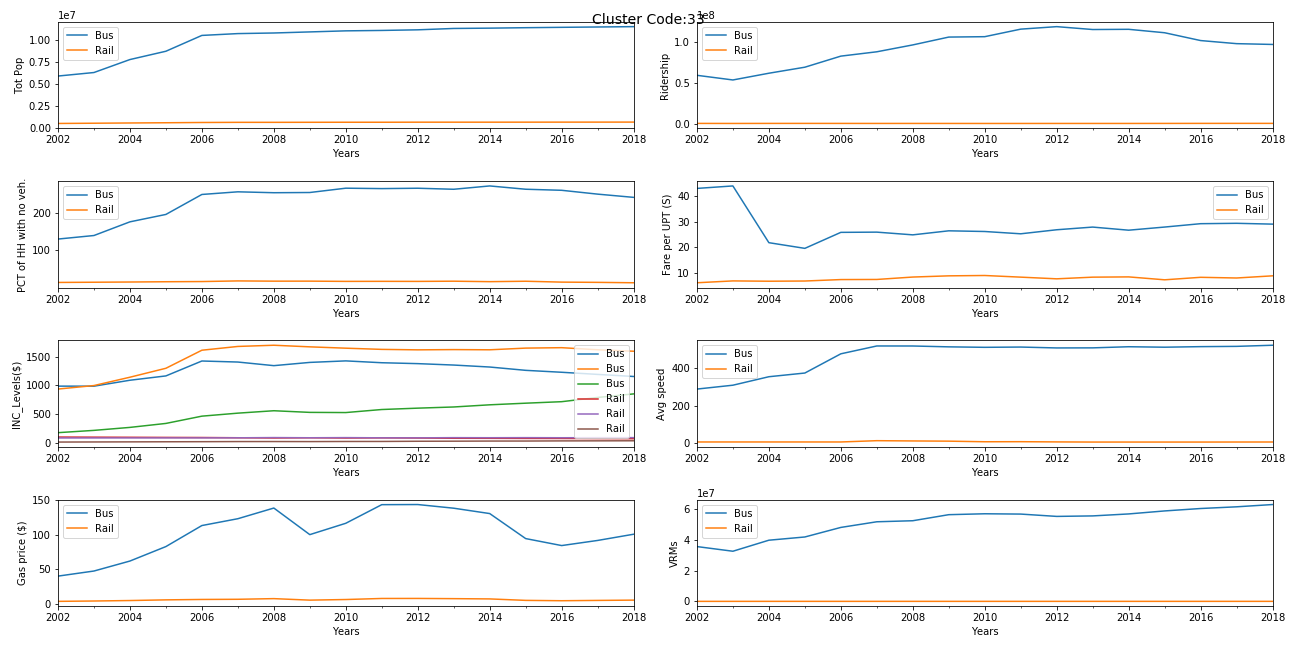 Cluster Code:33
1e7
Tot Pop
1.00
0.75
0.50
0.25
0.00
Bus
Rail
2002 2004 2006 2008 2010 2012 2014 2016 2018
Years
1e8
Ridership
1.0
0.5
0.0
Bus
Rail
2002 2004 2006 2008 2010 2012 2014 2016 2018
Years
PCT of HH with no veh.
200
100
Bus
Rail
2002 2004 2006 2008 2010 2012 2014 2016 2018
Years
Fare per UPT (S)
40
30
20
10
Bus
Rail
2002 2004 2006 2008 2010 2012 2014 2016 2018
Years
INC_Levels($)
1500
1000
500
0
Bus
Bus
Bus
Rail
Rail
Rail
2002 2004 2006 2008 2010 2012 2014 2016 2018
Years
Avg speed
400
200
0
Bus
Rail
2002 2004 2006 2008 2010 2012 2014 2016 2018
Years
Gas price ($)
150
100
50
0
Bus
Rail
2002 2004 2006 2008 2010 2012 2014 2016 2018
Years
1e7
VRMs
6
4
2
0
Bus
Rail
2002 2004 2006 2008 2010 2012 2014 2016 2018
Years